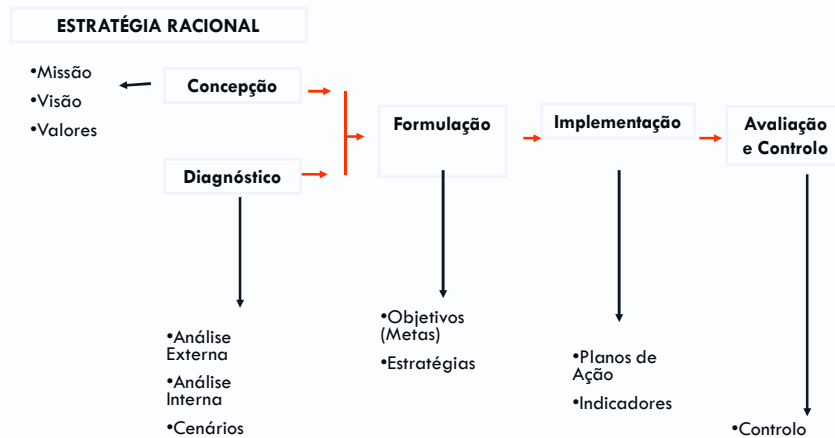 ESTRATÉGIA RACIONAL
•Missão
•Visão
•Valores
Concepção
Diagnóstico
Formulação
Implementação
Avaliação
e Controlo
•Análise
Externa
•Análise
Interna
•Cenários
•Objetivos
(Metas)
•Estratégias
•Planos de
Ação
•Indicadores
•Controlo